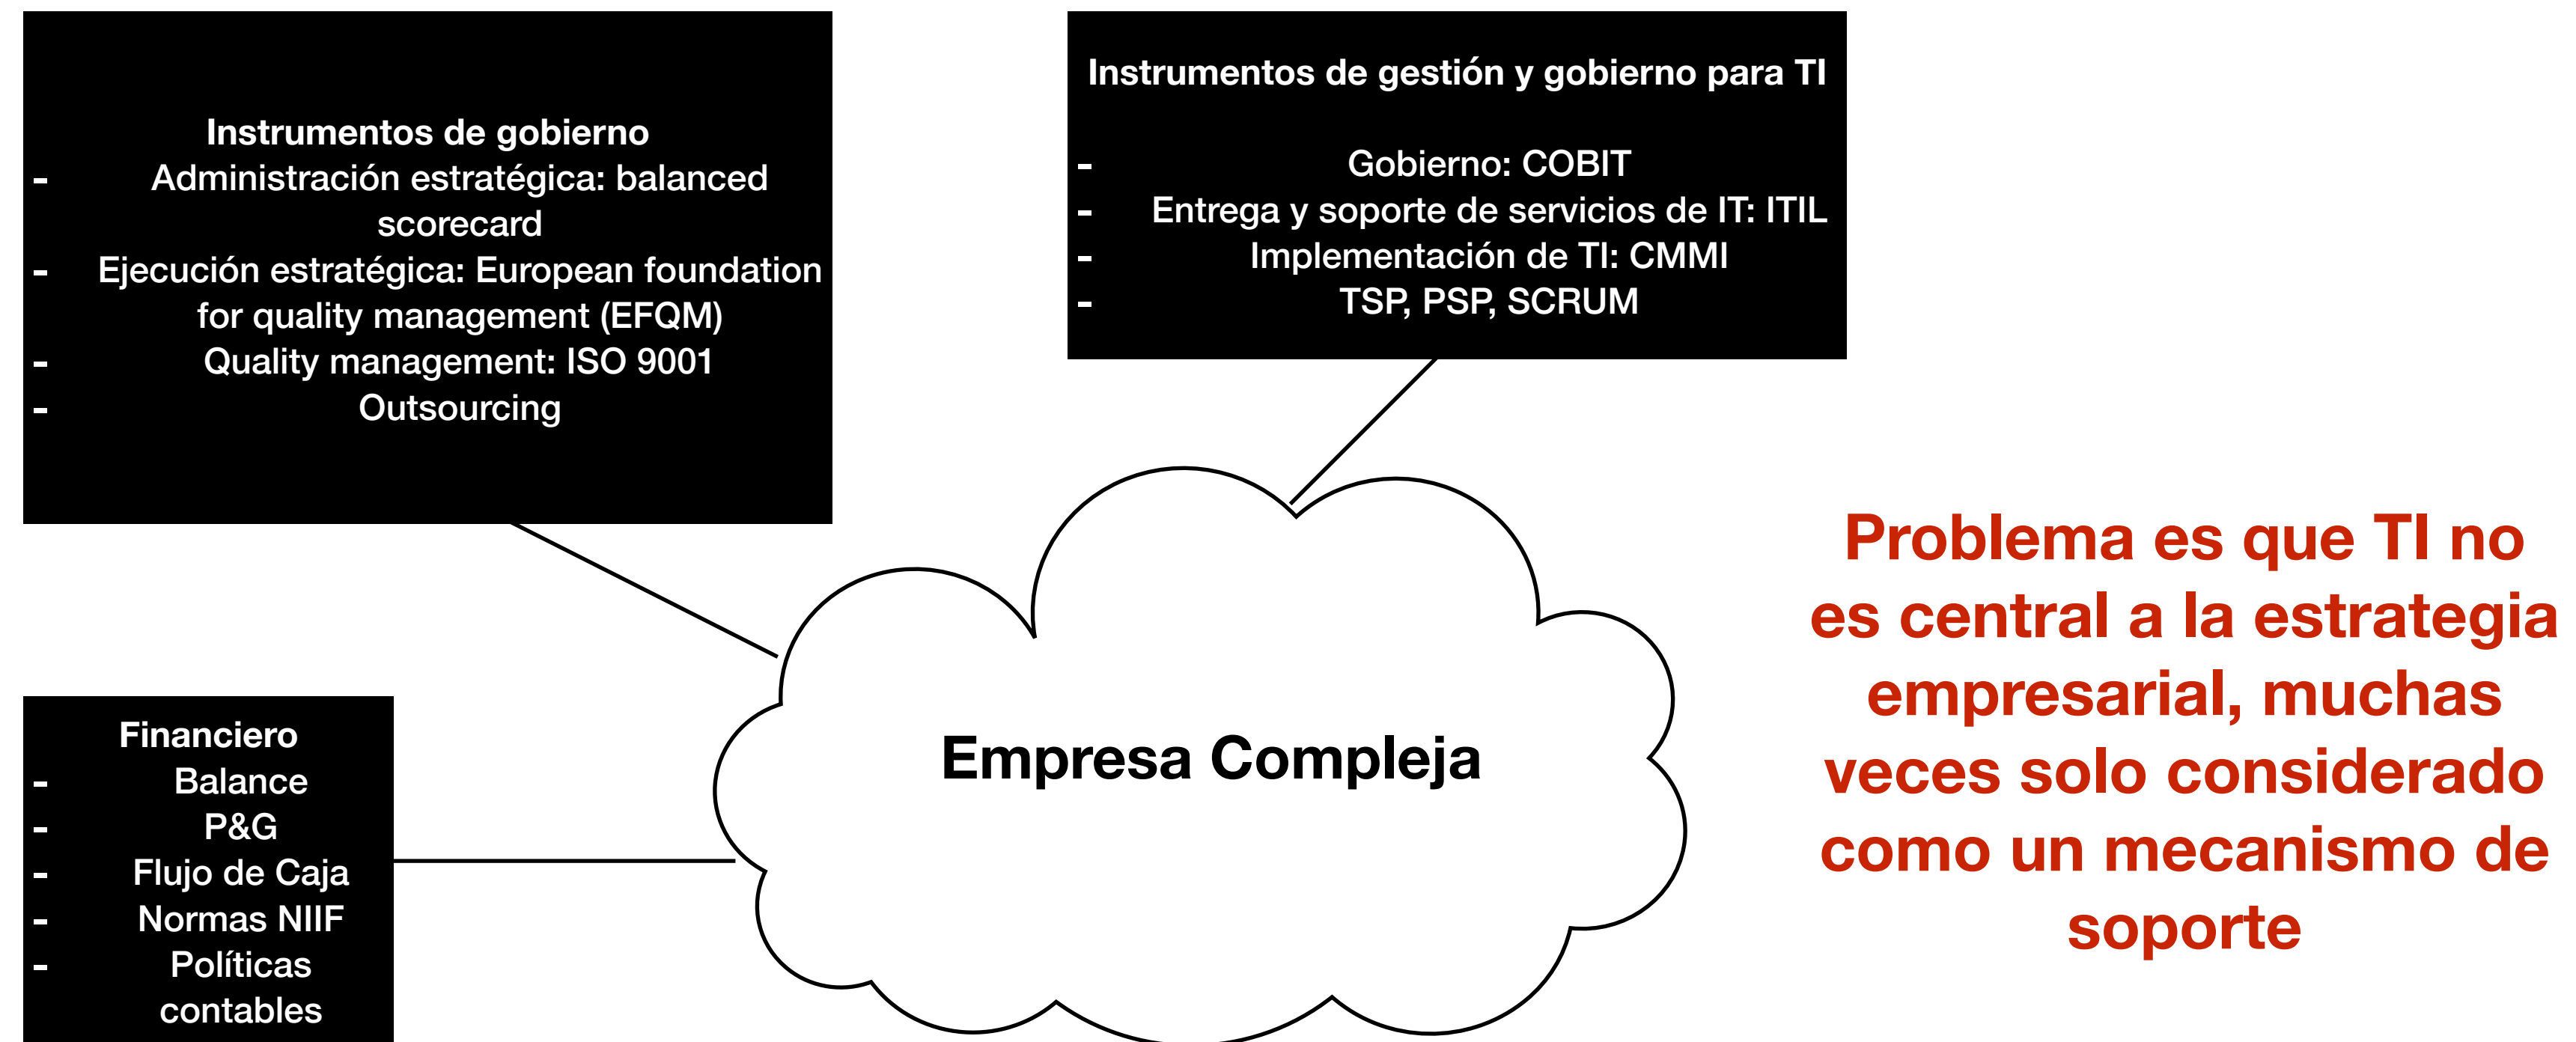 Instrumentos de gobierno
- Administración estratégica: balanced
scorecard
- Ejecución estratégica: European foundation
for quality management (EFQM)
- Quality management: ISO 9001
- Outsourcing
Instrumentos de gestión y gobierno para TI
- Gobierno: COBIT
- Entrega y soporte de servicios de IT: ITIL
- Implementación de TI: CMMI
- TSP, PSP, SCRUM
Financiero
- Balance
- P&G
- Flujo de Caja
- Normas NIIF
- Políticas
contables
Empresa Compleja
Problema es que TI no
es central a la estrategia
empresarial, muchas
veces solo considerado
como un mecanismo de
soporte